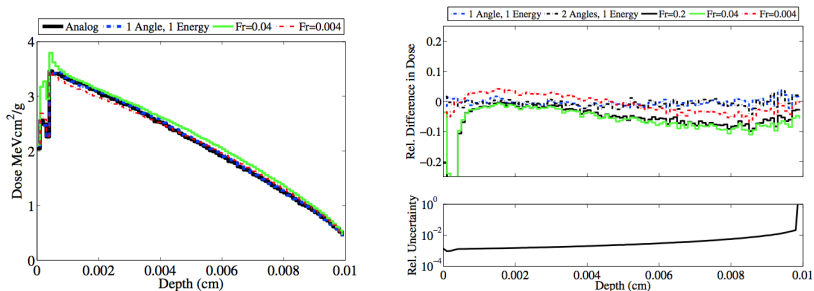 Analog 1 Angle, 1 Energy Fr=0.04 Fr=0.004
4
3
2
1
0
Dose MeVcm²/g
0 0.002 0.004 0.006 0.008 0.01
Depth (cm)
1 Angle, 1 Energy 2 Angles, 1 Energy Fr=0.2 Fr=0.04 Fr=0.004
0.2
0.1
0
-0.1
-0.2
Rel. Difference in Dose
10⁰
10⁻²
10⁻⁴
Rel. Uncertainty
0 0.002 0.004 0.006 0.008 0.01
Depth (cm)